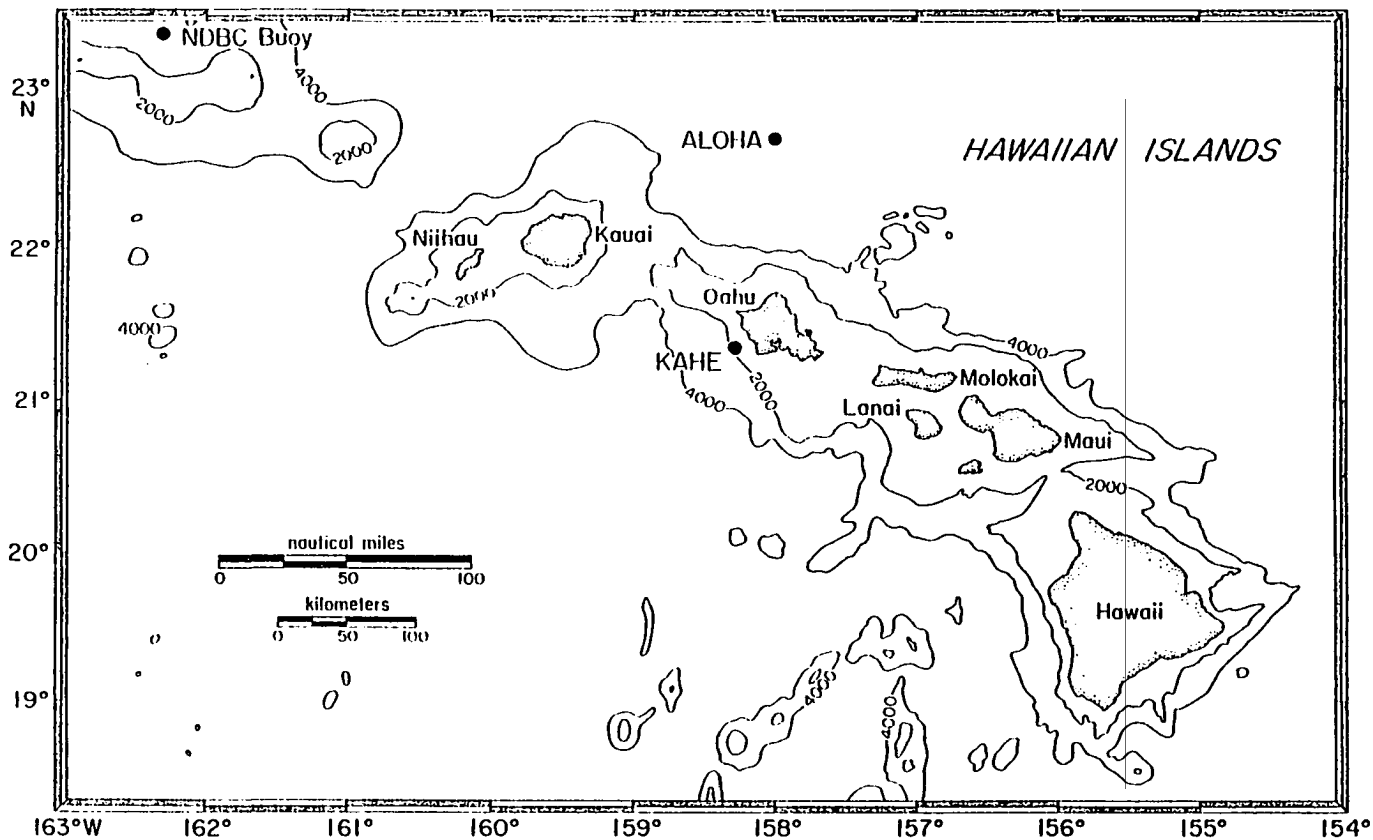 NDBC Buoy
23°
N
4000
2000
2000
ALOHA
HAWAIIAN ISLANDS
22°
Niihau
Kauai
2000
Oahu
4000
KAHE
4000
2000
4000
21°
Molokai
Lanai
Maui
2000
20°
nautical miles
0 50 100
kilometers
0 50 100
Hawaii
19°
4000
4000
163°W 162° 161° 160° 159° 158° 157° 156° 155° 154°